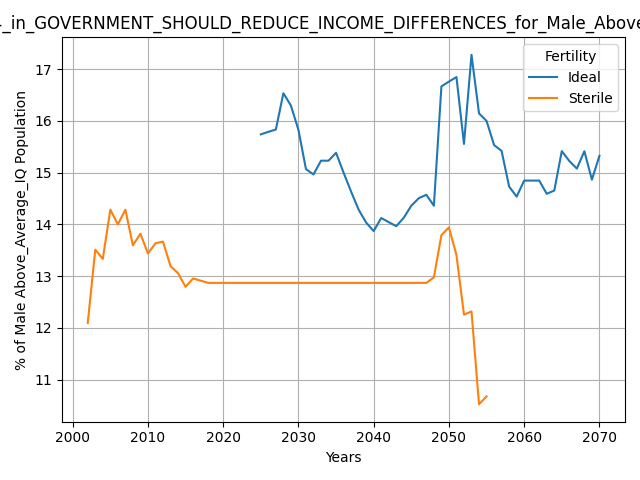 _in_GOVERNMENT_SHOULD_REDUCE_INCOME_DIFFERENCES_for_Male_Above
Fertility
Ideal
Sterile
% of Male Above_Average_IQ Population
17
16
15
14
13
12
11
2000 2010 2020 2030 2040 2050 2060 2070
Years